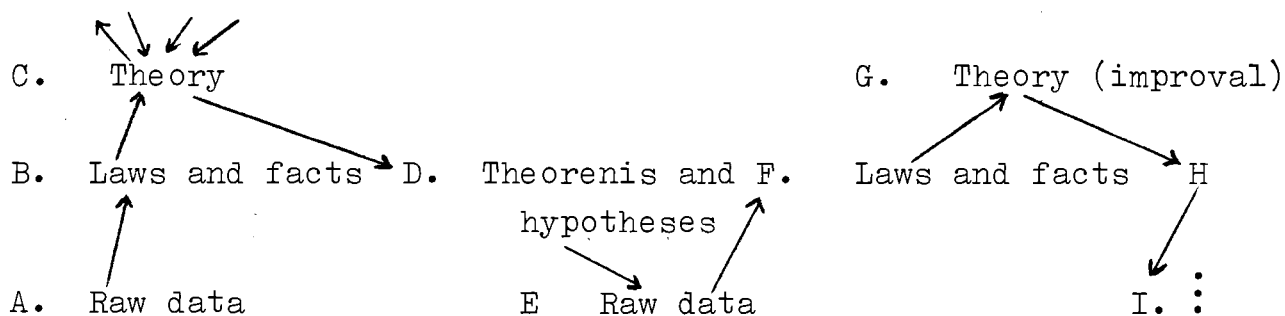 C. Theory G. Theory (improval)
B. Laws and facts D. Theorenis and F. Laws and facts H
hypotheses
A. Raw data E Raw data I. ⋮